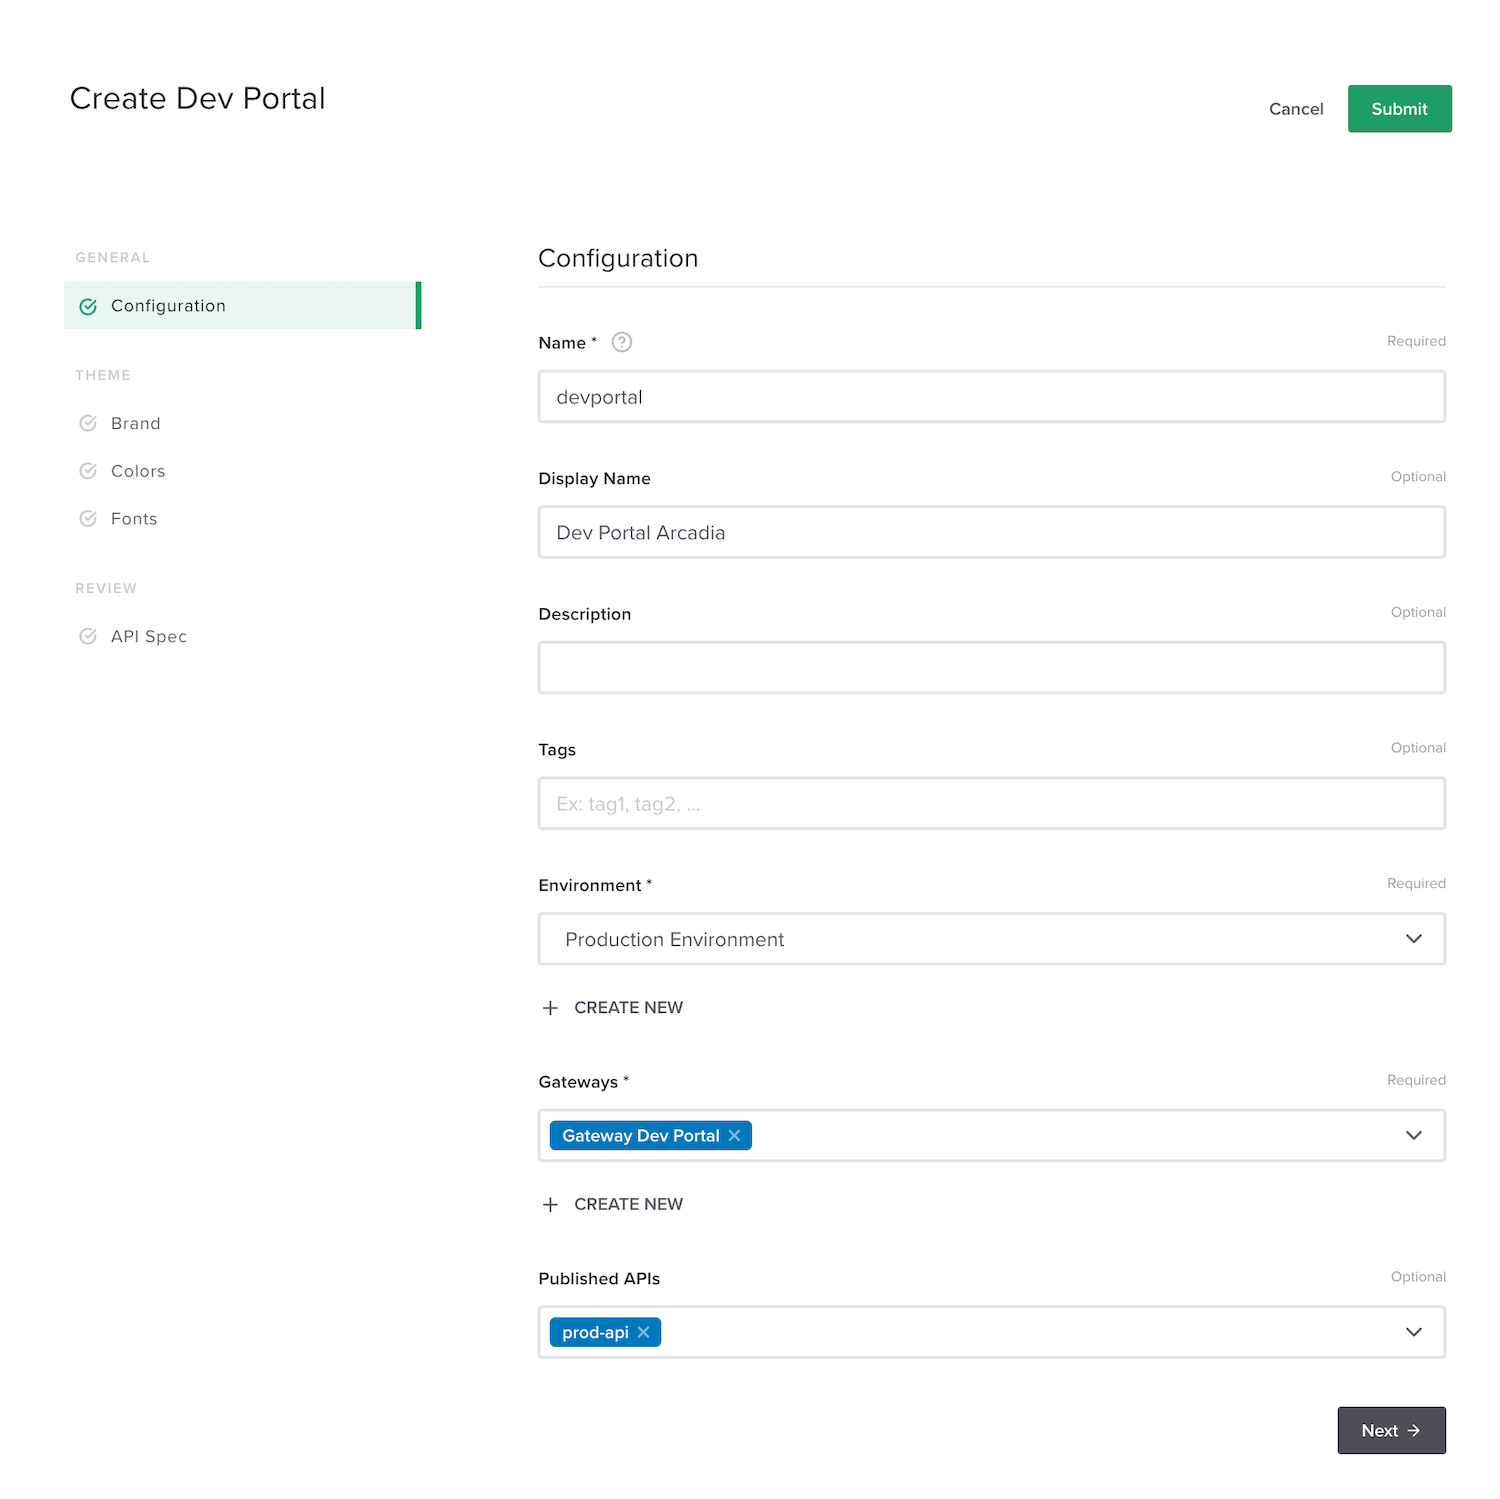 Create Dev Portal
Cancel
Submit
GENERAL
Configuration
THEME
Brand
Colors
Fonts
REVIEW
API Spec
Configuration
Name *
?
Required
devportal
Display Name
Optional
Dev Portal Arcadia
Description
Optional
Tags
Optional
Ex: tag1, tag2, ...
Environment *
Required
Production Environment
+ CREATE NEW
Gateways *
Required
Gateway Dev Portal ×
+ CREATE NEW
Published APIs
Optional
prod-api ×
Next →